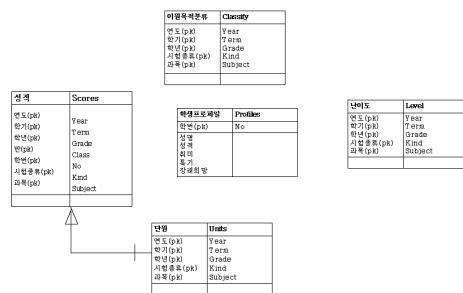 이원목적분류 Classify
연도(pk) Year
학기(pk) Term
학년(pk) Grade
시험종류(pk) Kind
과목(pk) Subject
성적 Scores
연도(pk) Year
학기(pk) Term
학년(pk) Grade
반(pk) Class
학번(pk) No
시험종류(pk) Kind
과목(pk) Subject
학생프로파일 Profiles
학번(pk) No
성명
성격
취미
특기
장래희망
난이도 Level
연도(pk) Year
학기(pk) Term
학년(pk) Grade
시험종류(pk) Kind
과목(pk) Subject
단원 Units
연도(pk) Year
학기(pk) Term
학년(pk) Grade
시험종류(pk) Kind
과목(pk) Subject